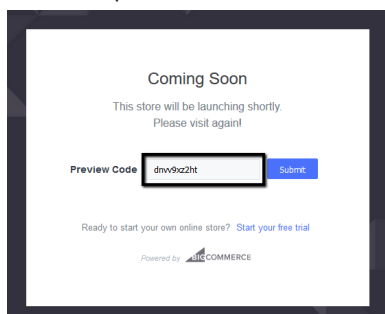 Coming Soon
This store will be launching shortly.
Please visit again!
Preview Code dnvv9xz2ht Submit
Ready to start your own online store? Start your free trial
Powered by BIGCOMMERCE